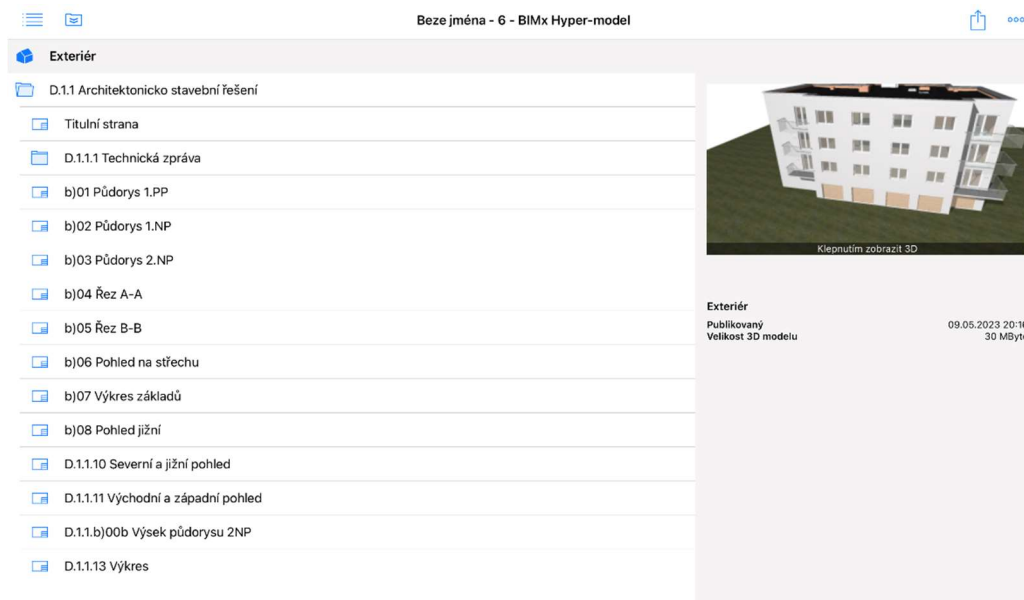 Beze jména - 6 - BIMx Hyper-model
Exteriér
D.1.1 Architektonicko stavební řešení
Titulní strana
D.1.1.1 Technická zpráva
b)01 Půdorys 1.PP
b)02 Půdorys 1.NP
b)03 Půdorys 2.NP
b)04 Řez A-A
b)05 Řez B-B
b)06 Pohled na střechu
b)07 Výkres základů
b)08 Pohled jižní
D.1.1.10 Severní a jižní pohled
D.1.1.11 Východní a západní pohled
D.1.1.b)00b Výsek půdorysu 2NP
D.1.1.13 Výkres
Klepnutím zobrazit 3D
Exteriér
Publikovaný 09.05.2023 20:16
Velikost 3D modelu 30 MByte